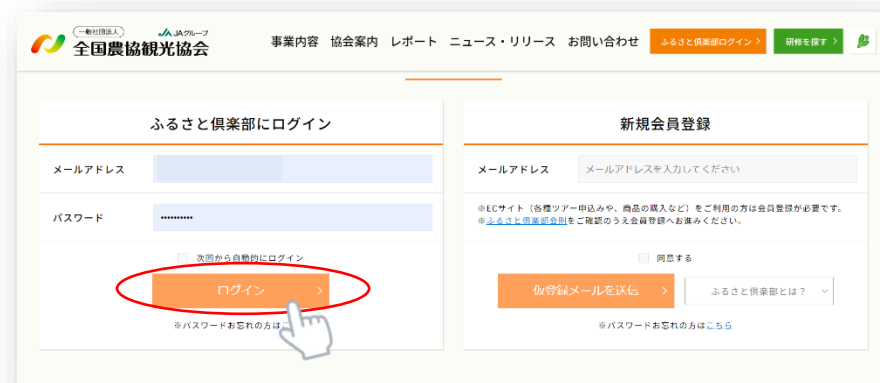 一般社団法人 JAグループ
全国農協観光協会
事業内容 協会案内 レポート ニュース・リリース お問い合わせ ふるさと倶楽部ログイン > 研修を探す >
ふるさと倶楽部にログイン
メールアドレス
パスワード ••••••••••
次回から自動的にログイン
ログイン >
※パスワードお忘れの方はこ
新規会員登録
メールアドレス メールアドレスを入力してください
※ECサイト（各種ツアー申込みや、商品の購入など）をご利用の方は会員登録が必要です。
※ふるさと倶楽部会則をご確認のうえ会員登録へお進みください。
同意する
仮登録メールを送信 > ふるさと倶楽部とは？
※パスワードお忘れの方はこちら